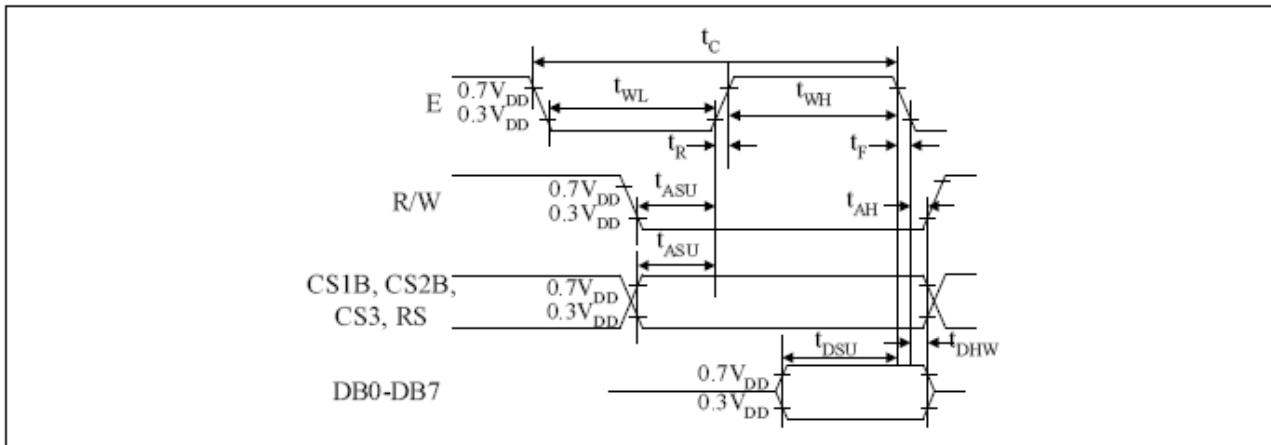 tC
E
0.7VDD
0.3VDD
tWL
tWH
tR
tF
R/W
0.7VDD
0.3VDD
tASU
tAH
CS1B, CS2B,
CS3, RS
0.7VDD
0.3VDD
tASU
DB0-DB7
0.7VDD
0.3VDD
tDSU
tDHW